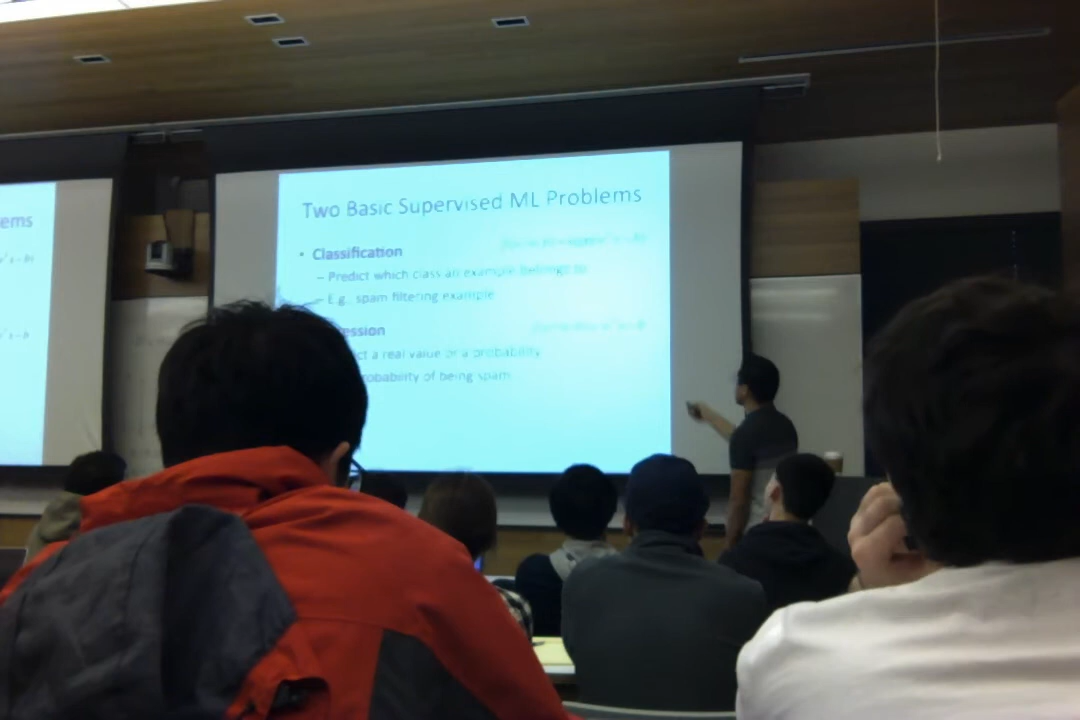 ems
Two Basic Supervised ML Problems
• Classification
– Predict which class an example belongs to
– E.g., spam filtering example
ession
ct a real value or a probability
robability of being spam